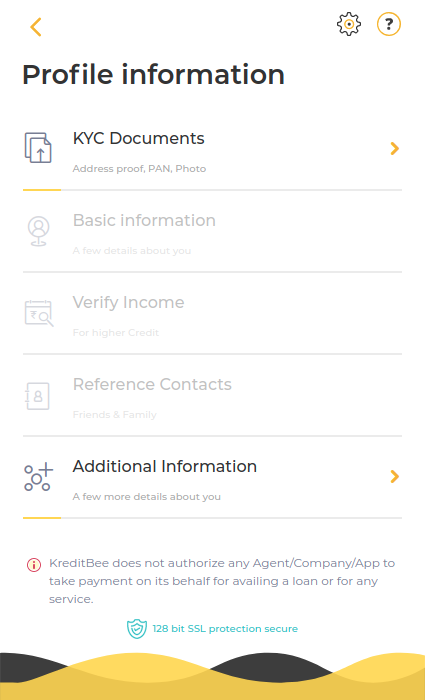 ?
Profile information
KYC Documents
Address proof, PAN, Photo
Basic information
A few details about you
₹
Verify Income
For higher Credit
Reference Contacts
Friends & Family
Additional Information
A few more details about you
KreditBee does not authorize any Agent/Company/App to
take payment on its behalf for availing a loan or for any
service.
128 bit SSL protection secure